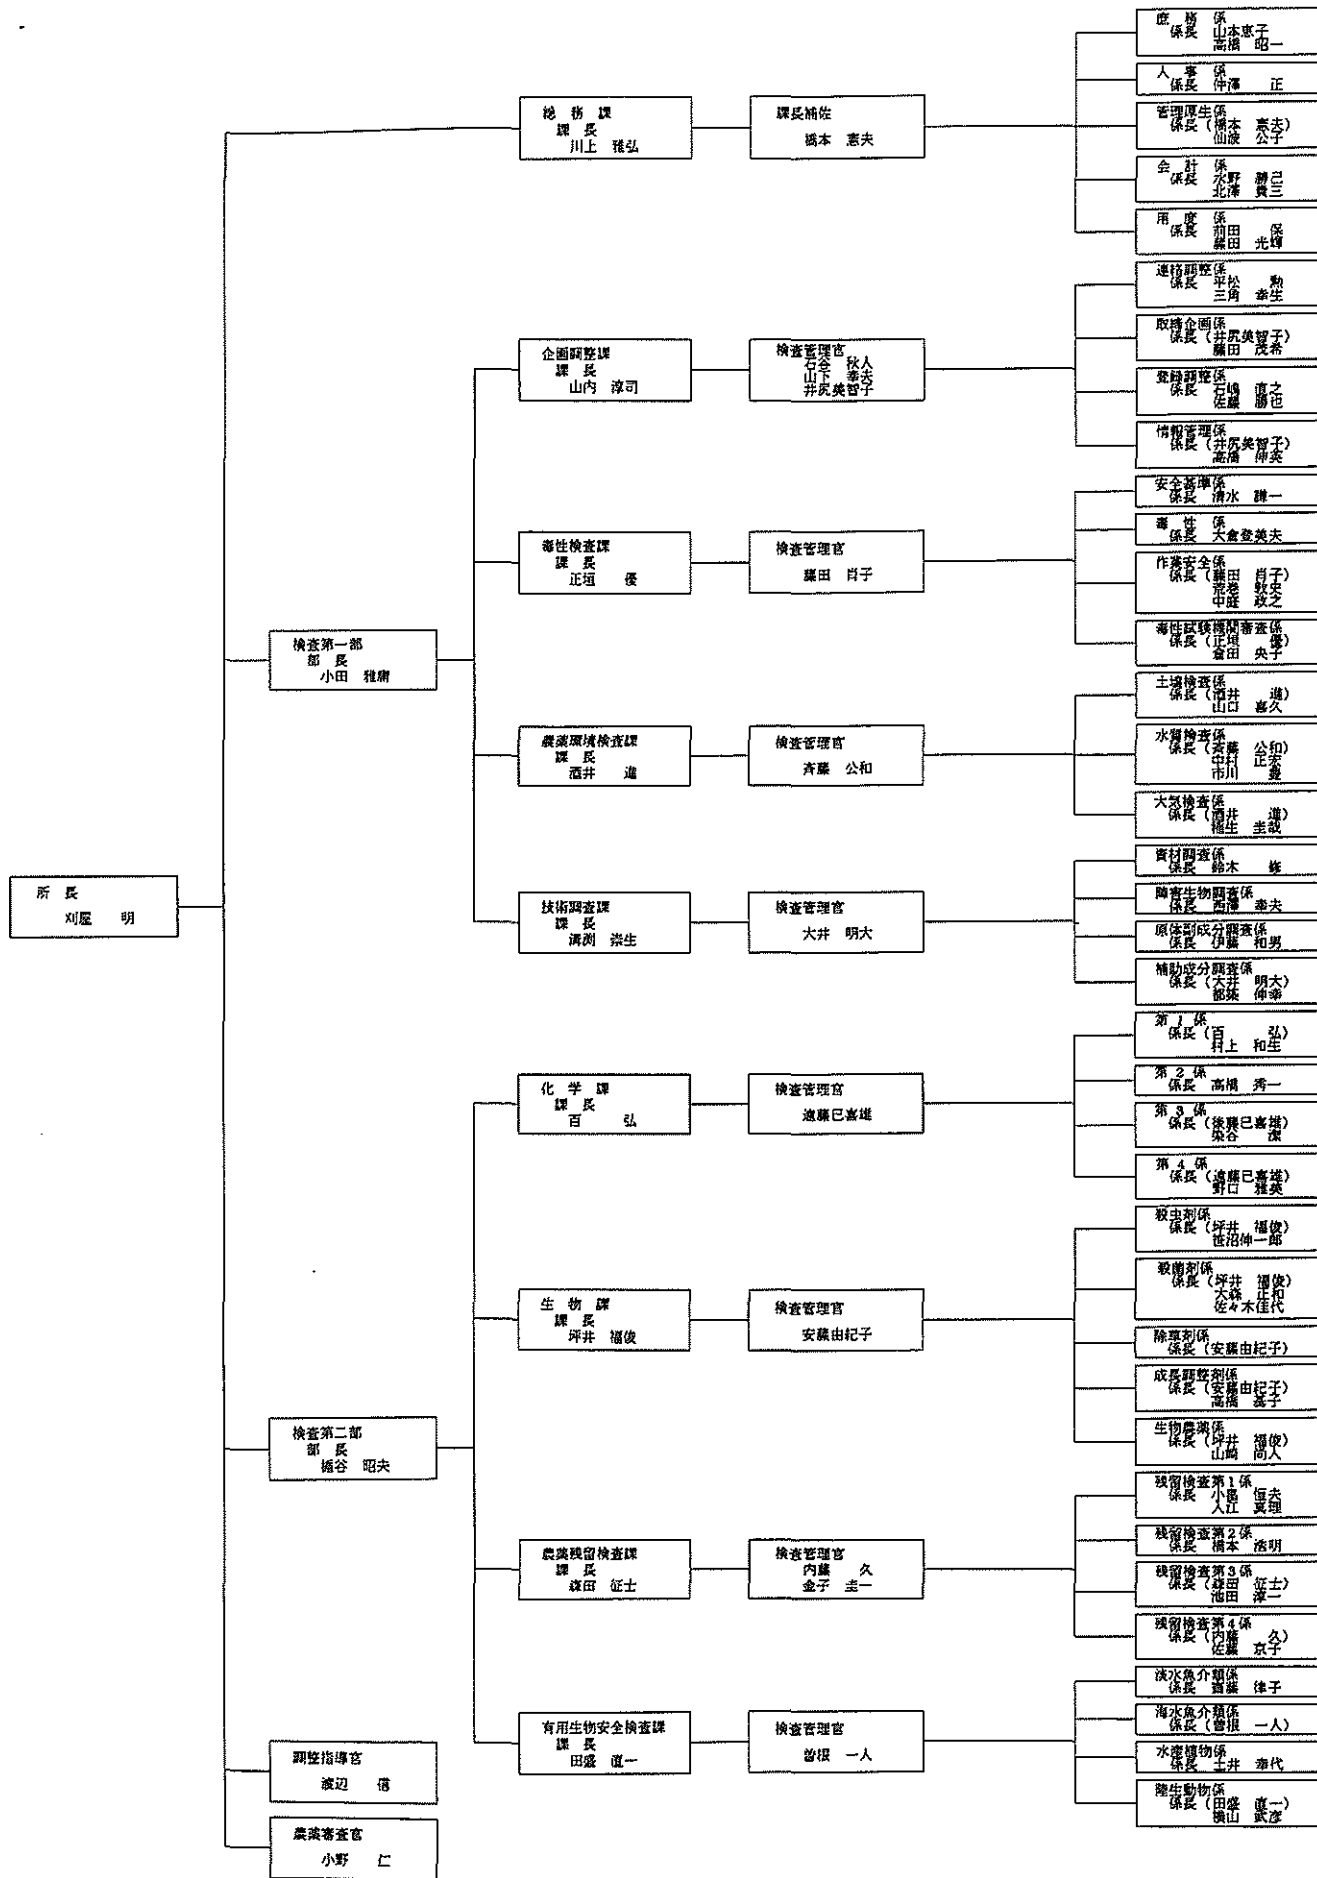 所 長
刈屋 明
総 務 課
課 長
川上 雅弘
課長補佐
橋本 憲夫
庶 務 係
係長 山本恵子
高橋 昭一
人 事 係
係長 仲澤 正
管理厚生係
係長 (橋本 憲夫)
仙波 公子
会 計 係
係長 水野 勝己
北澤 貴三
用 度 係
係長 前田 保
藤田 光輝
検査第一部
部 長
小田 雅庸
企画調整課
課 長
山内 淳司
検査管理官
石谷 秋人
山下 幸夫
井尻美智子
連絡調整係
係長 平松 勲
三角 幸生
取締企画係
係長 (井尻美智子)
藤田 茂希
登録調整係
係長 石嶋 直之
佐藤 勝也
情報管理係
係長 (井尻美智子)
高橋 伸英
毒性検査課
課 長
正垣 優
検査管理官
藤田 肖子
安全基準係
係長 清水 謙一
毒 性 係
係長 大倉登美夫
作業安全係
係長 (藤田 肖子)
荒巻 敦史
中庭 政之
毒性試験機関審査係
係長 (正垣 優)
倉田 央子
農薬環境検査課
課 長
酒井 進
検査管理官
斉藤 公和
土壌検査係
係長 (酒井 進)
山口 喜久
水質検査係
係長 (斉藤 公和)
中村 正宏
市川 豊
大気検査係
係長 (酒井 進)
楯生 圭哉
技術調査課
課 長
溝渕 崇生
検査管理官
大井 明大
資材調査係
係長 鈴木 修
障害生物調査係
係長 西澤 幸夫
原体副成分調査係
係長 伊藤 和男
補助成分調査係
係長 (大井 明大)
都築 伸幸
検査第二部
部 長
楯谷 昭夫
化 学 課
課 長
百 弘
検査管理官
遠藤巳喜雄
第 1 係
係長 (百 弘)
村上 和生
第 2 係
係長 高橋 秀一
第 3 係
係長 (後藤巳喜雄)
染谷 潔
第 4 係
係長 (遠藤巳喜雄)
野口 雅英
生 物 課
課 長
坪井 福俊
検査管理官
安藤由紀子
殺虫剤係
係長 (坪井 福俊)
笹沼伸一郎
殺菌剤係
係長 (坪井 福俊)
大森 正和
佐々木佳代
除草剤係
係長 (安藤由紀子)
成長調整剤係
係長 (安藤由紀子)
高橋
生物農薬係
係長 (坪井 福俊)
山崎 尚人
農薬残留検査課
課 長
森田 征士
検査管理官
内藤 久
金子 圭一
残留検査第1係
係長 小畠 恒夫
入江 真理
残留検査第2係
係長 橋本 浩明
残留検査第3係
係長 (森田 征士)
池田 淳一
残留検査第4係
係長 (内藤 久)
佐藤 京子
有用生物安全検査課
課 長
田盛 直一
検査管理官
曽根 一人
淡水魚介類係
係長 斎藤 律子
海水魚介類係
係長 (曽根 一人)
水産植物係
係長 土井 幸代
陸生動物係
係長 (田盛 直一)
横山 武彦
調整指導官
渡辺 信
農薬審査官
小野 仁